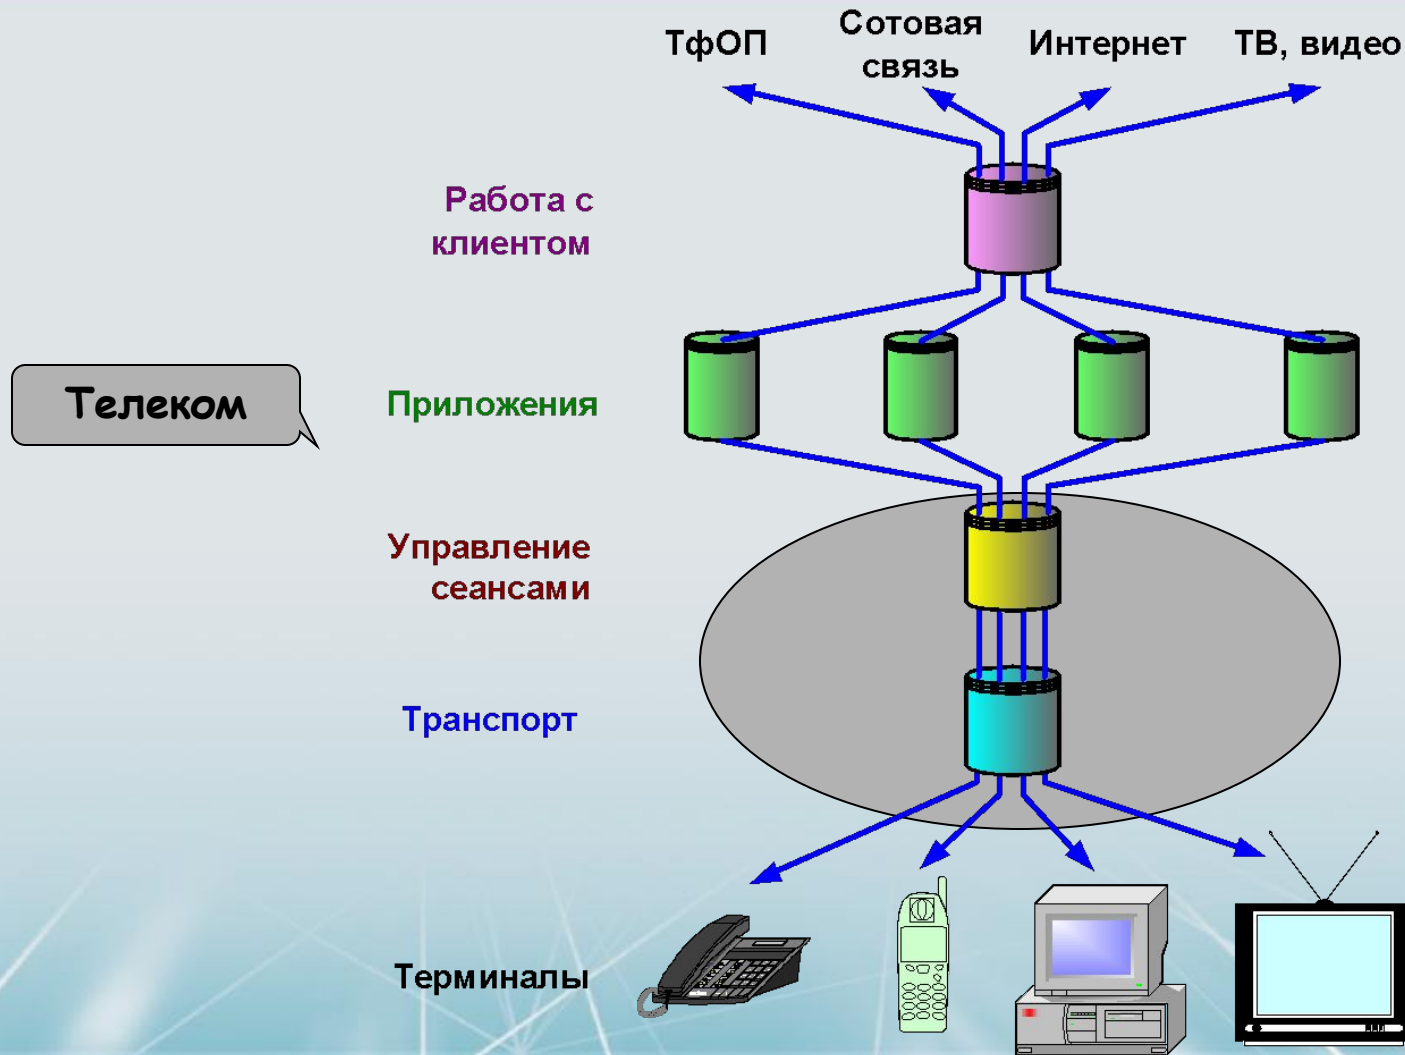 ТфОП
Сотовая
связь
Интернет
ТВ, видео
Работа с
клиентом
Телеком
Приложения
Управление
сеансами
Транспорт
Терминалы